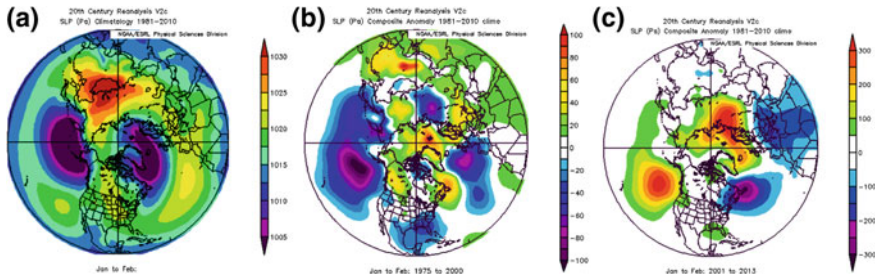 (a)
20th Century Reanalysis V2c
SLP (Pa) Climatology 1981-2010
NOAA/ESRL Physical Sciences Division
1030
1025
1020
1015
1010
1005
Jan to Feb:
(b)
20th Century Reanalysis V2c
SLP (Pa) Composite Anomaly 1981-2010 clime
NOAA/ESRL Physical Sciences Division
100
80
60
40
20
0
-20
-40
-60
-80
-100
Jan to Feb: 1975 to 2000
(c)
20th Century Reanalysis V2c
SLP (Pa) Composite Anomaly 1981-2010 clime
NOAA/ESRL Physical Sciences Division
300
200
100
0
-100
-200
-300
Jan to Feb: 2001 to 2013